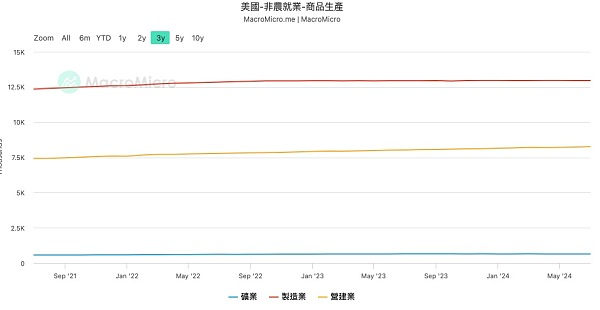 美國-非農就業-商品生產
MacroMicro.me | MacroMicro
Zoom All 6m YTD 1y 2y 3y 5y 10y
MacroMicro
15K
12.5K
10K
7.5K
5K
2.5K
0
Sep '21 Jan '22 May '22 Sep '22 Jan '23 May '23 Sep '23 Jan '24 May '24
礦業 製造業 營建業